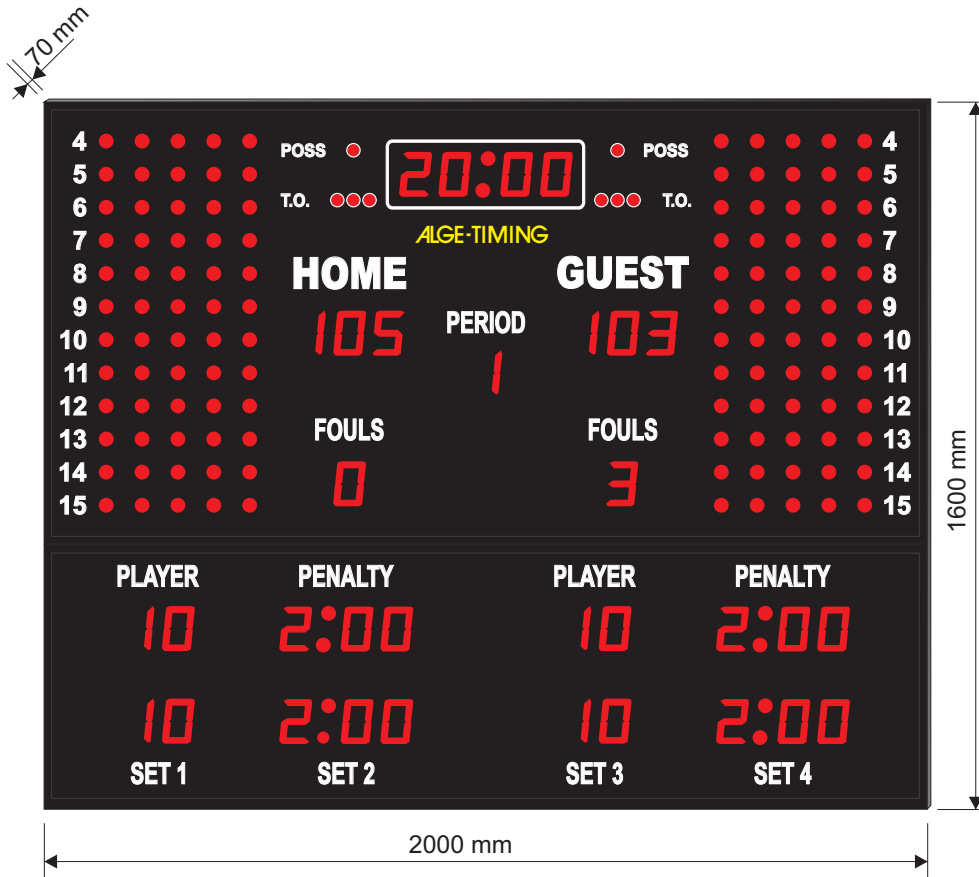 70 mm
4 4
5 POSS 20:00 POSS 5
6 T.O. T.O. 6
7 ALGE-TIMING 7
8 HOME GUEST 8
9 9
10 105 PERIOD 103 10
11 1 11
12 12
13 FOULS FOULS 13
14 0 3 14
15 15
1600 mm
PLAYER PENALTY PLAYER PENALTY
10 2:00 10 2:00
10 2:00 10 2:00
SET 1 SET 2 SET 3 SET 4
2000 mm